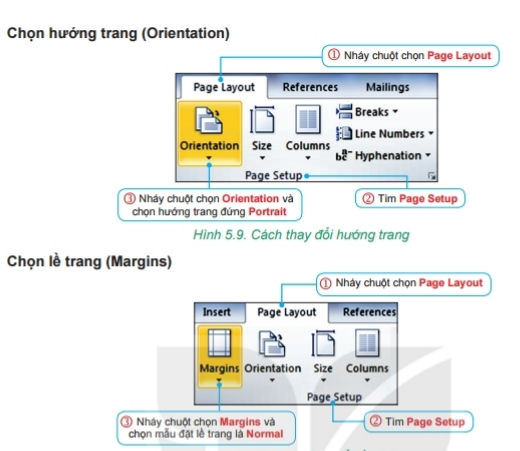 Chọn hướng trang (Orientation)
① Nháy chuột chọn Page Layout
Page Layout References Mailings
Breaks
Line Numbers
Orientation Size Columns
Hyphenation
Page Setup
③ Nháy chuột chọn Orientation và
chọn hướng trang đứng Portrait
② Tìm Page Setup
Hình 5.9. Cách thay đổi hướng trang
Chọn lề trang (Margins)
① Nháy chuột chọn Page Layout
Insert Page Layout References
Margins Orientation Size Columns
Page Setup
③ Nháy chuột chọn Margins và
chọn mẫu đặt lề trang là Normal
② Tìm Page Setup